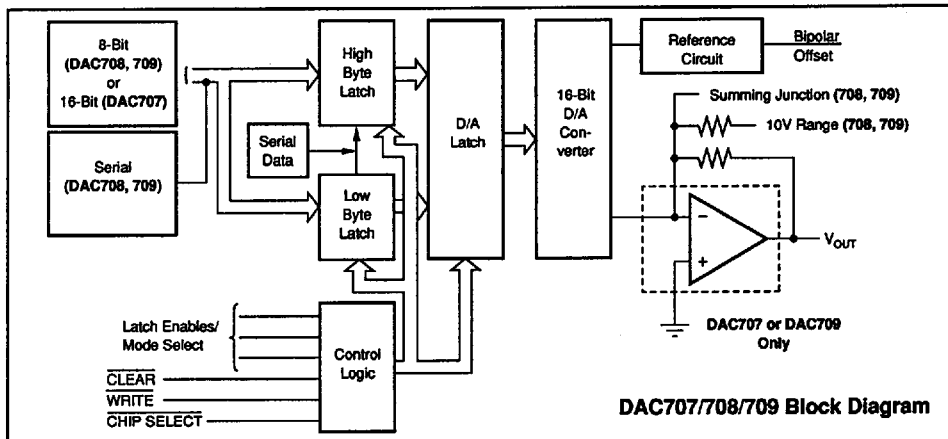 8-Bit
(DAC708, 709)
or
16-Bit (DAC707)
Serial
(DAC708, 709)
High
Byte
Latch
Serial
Data
Low
Byte
Latch
D/A
Latch
16-Bit
D/A
Con-
verter
Reference
Circuit
Bipolar
Offset
Summing Junction (708, 709)
10V Range (708, 709)
−
+
VOUT
DAC707 or DAC709
Only
Latch Enables/
Mode Select
CLEAR
WRITE
CHIP SELECT
Control
Logic
DAC707/708/709 Block Diagram